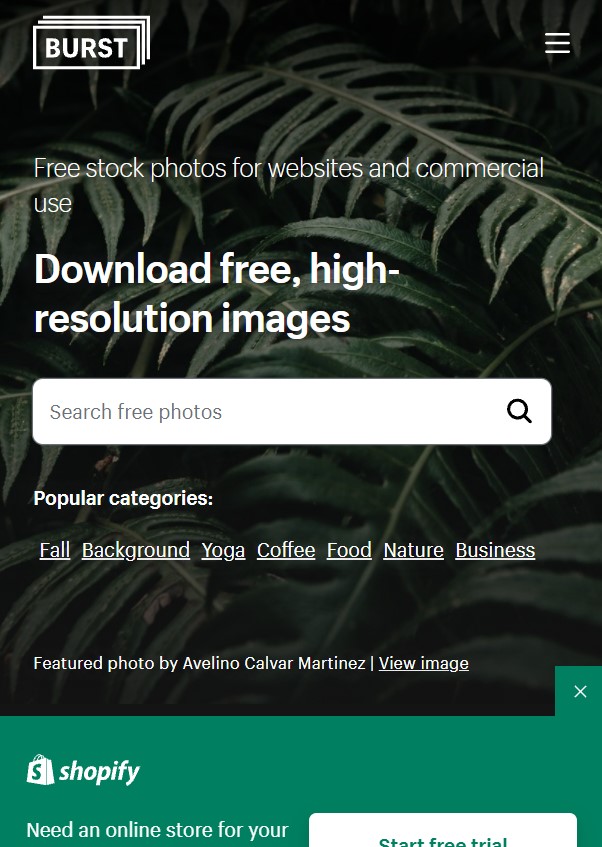 BURST
Free stock photos for websites and commercial
use
Download free, high-
resolution images
Search free photos
Popular categories:
Fall Background Yoga Coffee Food Nature Business
Featured photo by Avelino Calvar Martinez | View image
shopify
Need an online store for your
Start free trial